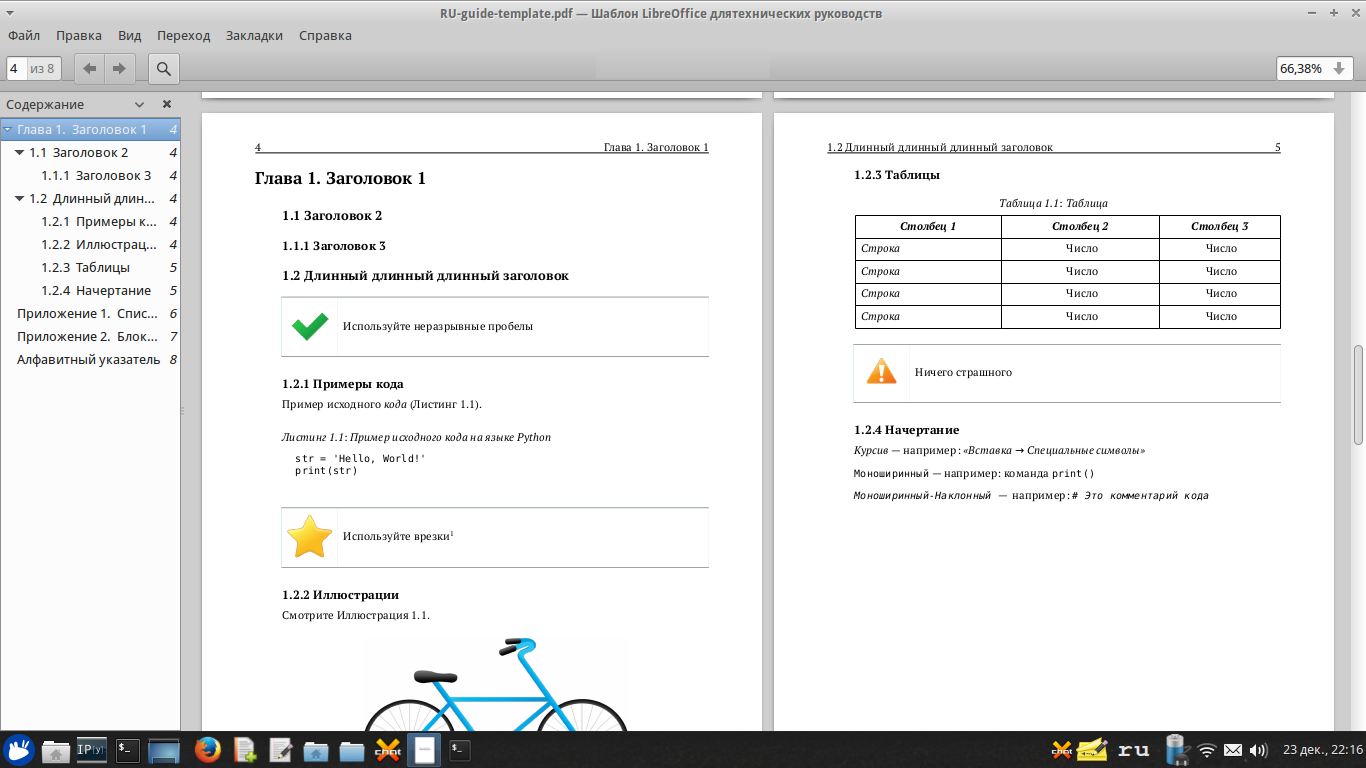 RU-guide-template.pdf — Шаблон LibreOffice длятехнических руководств
Файл Правка Вид Переход Закладки Справка
4 из 8
66,38%
Содержание
Глава 1. Заголовок 1 4
1.1 Заголовок 2 4
1.1.1 Заголовок 3 4
1.2 Длинный длин... 4
1.2.1 Примеры к... 4
1.2.2 Иллюстрац... 4
1.2.3 Таблицы 5
1.2.4 Начертание 5
Приложение 1. Спис... 6
Приложение 2. Блок... 7
Алфавитный указатель 8
4 Глава 1. Заголовок 1
Глава 1. Заголовок 1
1.1 Заголовок 2
1.1.1 Заголовок 3
1.2 Длинный длинный длинный заголовок
Используйте неразрывные пробелы
1.2.1 Примеры кода
Пример исходного кода (Листинг 1.1).
Листинг 1.1: Пример исходного кода на языке Python
str = 'Hello, World!'
print(str)
Используйте врезки¹
1.2.2 Иллюстрации
Смотрите Иллюстрация 1.1.
1.2 Длинный длинный длинный заголовок 5
1.2.3 Таблицы
Таблица 1.1: Таблица
Столбец 1 Столбец 2 Столбец 3
Строка Число Число
Строка Число Число
Строка Число Число
Строка Число Число
Ничего страшного
1.2.4 Начертание
Курсив — например: «Вставка → Специальные символы»
Моноширинный — например: команда print()
Моноширинный-Наклонный — например: # Это комментарий кода
ru 23 дек., 22:16